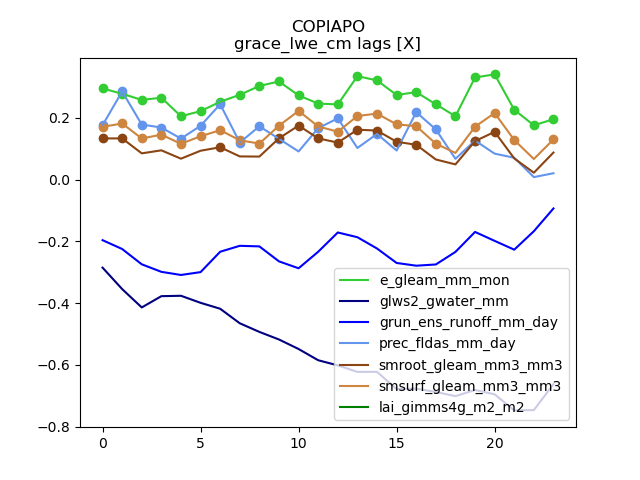 COPIAPO
grace_lwe_cm lags [X]
0.2
0.0
−0.2
−0.4
−0.6
−0.8
0 5 10 15 20
e_gleam_mm_mon
glws2_gwater_mm
grun_ens_runoff_mm_day
prec_fldas_mm_day
smroot_gleam_mm3_mm3
smsurf_gleam_mm3_mm3
lai_gimms4g_m2_m2